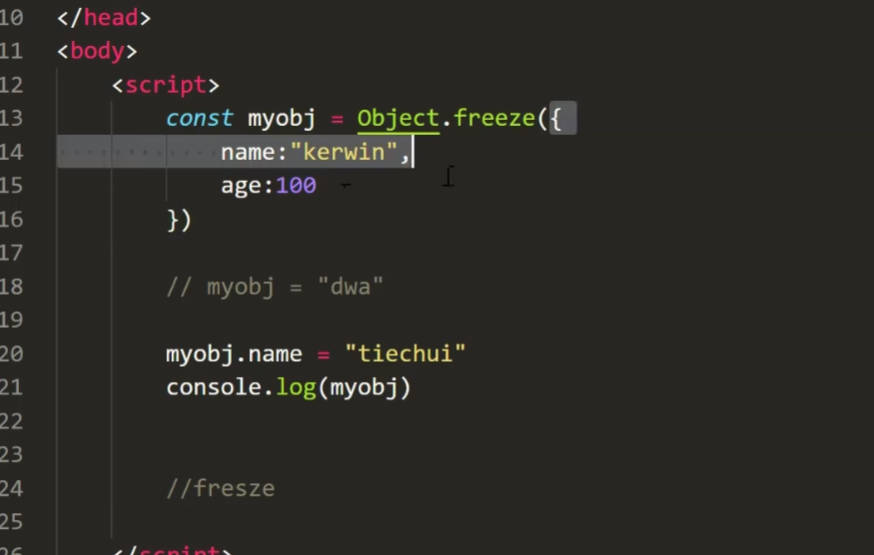 10 </head>
11 <body>
12 <script>
13 const myobj = Object.freeze({
14 name:"kerwin",
15 age:100
16 })
17
18 // myobj = "dwa"
19
20 myobj.name = "tiechui"
21 console.log(myobj)
22
23
24 //fresze
25
26 </script>